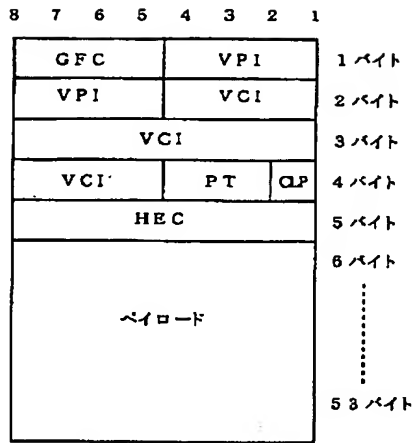 8 7 6 5 4 3 2 1
GFC VPI 1バイト
VPI VCI 2バイト
VCI 3バイト
VCI PT CLP 4バイト
HEC 5バイト
6バイト
ペイロード
53バイト